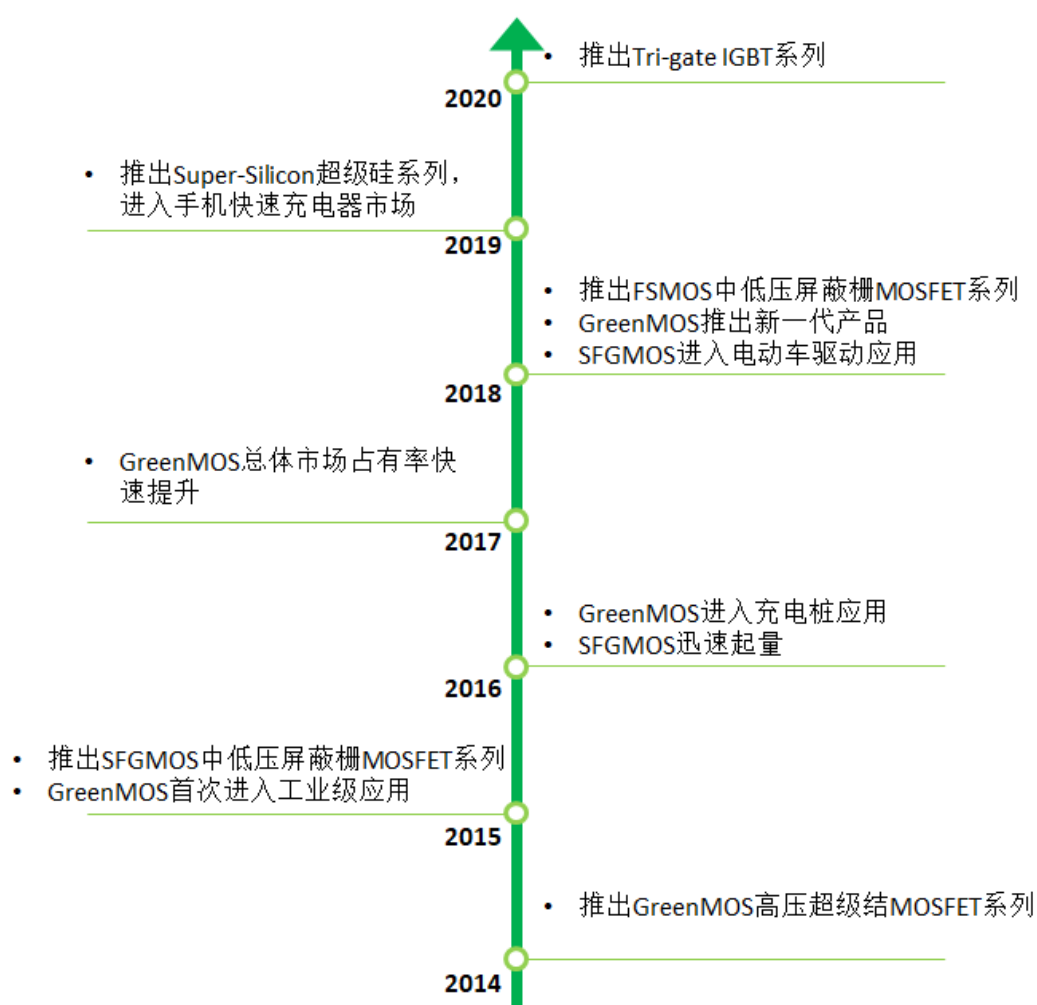 • 推出Tri-gate IGBT系列
2020
• 推出Super-Silicon超级硅系列，
进入手机快速充电器市场
2019
• 推出FSMOS中低压屏蔽栅MOSFET系列
• GreenMOS推出新一代产品
• SFGMOS进入电动车驱动应用
2018
• GreenMOS总体市场占有率快
速提升
2017
• GreenMOS进入充电桩应用
• SFGMOS迅速起量
2016
• 推出SFGMOS中低压屏蔽栅MOSFET系列
• GreenMOS首次进入工业级应用
2015
• 推出GreenMOS高压超级结MOSFET系列
2014